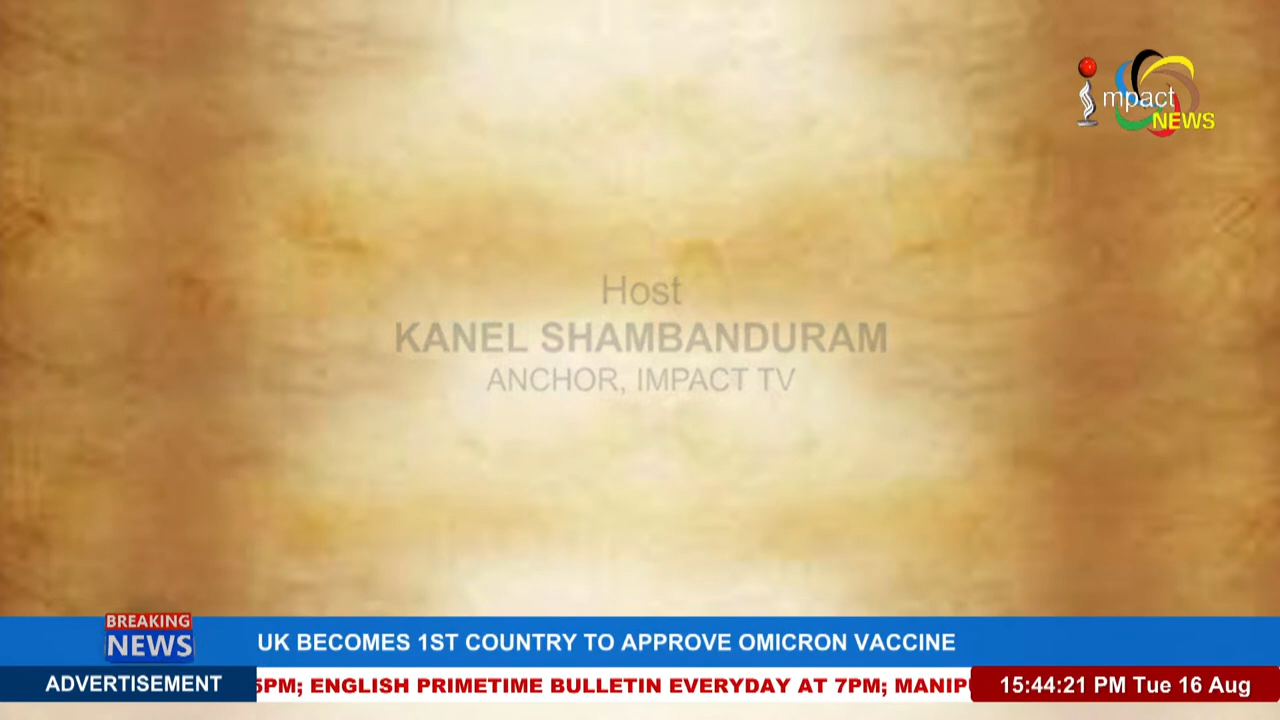 impact
NEWS
Host
KANEL SHAMBANDURAM
ANCHOR, IMPACT TV
BREAKING
NEWS
UK BECOMES 1ST COUNTRY TO APPROVE OMICRON VACCINE
ADVERTISEMENT
5PM; ENGLISH PRIMETIME BULLETIN EVERYDAY AT 7PM;
15:44:21 PM Tue 16 Aug